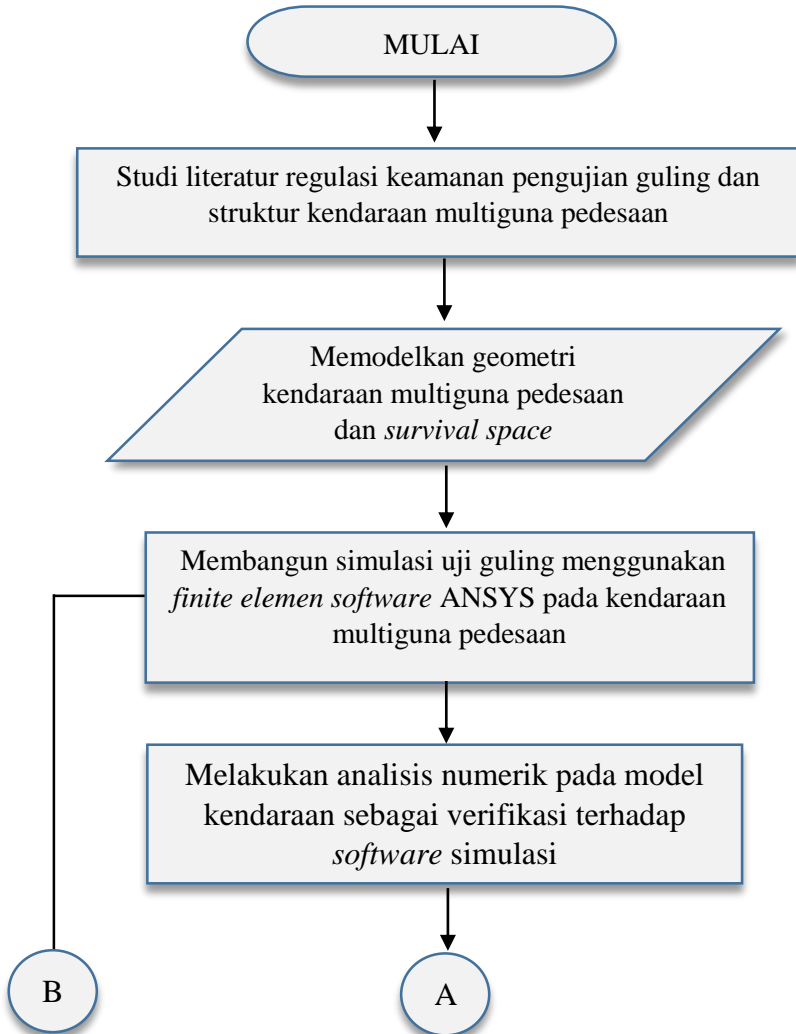 MULAI
Studi literatur regulasi keamanan pengujian guling dan
struktur kendaraan multiguna pedesaan
Memodelkan geometri
kendaraan multiguna pedesaan
dan survival space
Membangun simulasi uji guling menggunakan
finite elemen software ANSYS pada kendaraan
multiguna pedesaan
Melakukan analisis numerik pada model
kendaraan sebagai verifikasi terhadap
software simulasi
B
A